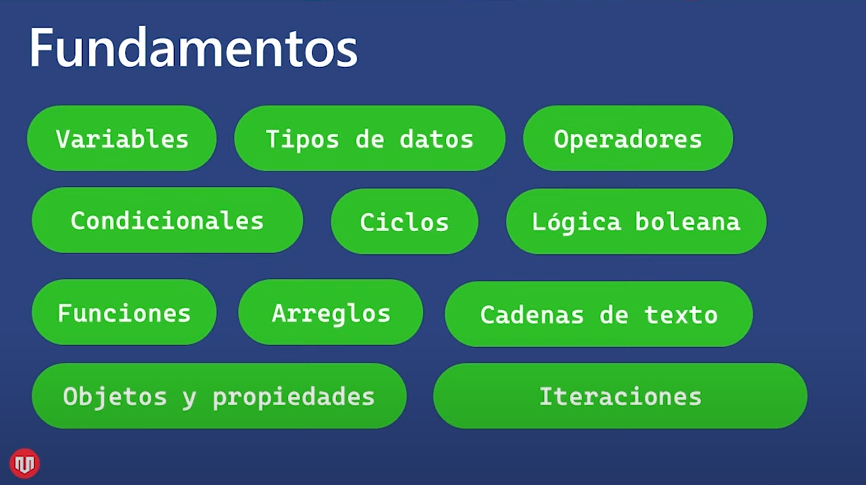 Fundamentos
Variables
Tipos de datos
Operadores
Condicionales
Ciclos
Lógica boleana
Funciones
Arreglos
Cadenas de texto
Objetos y propiedades
Iteraciones